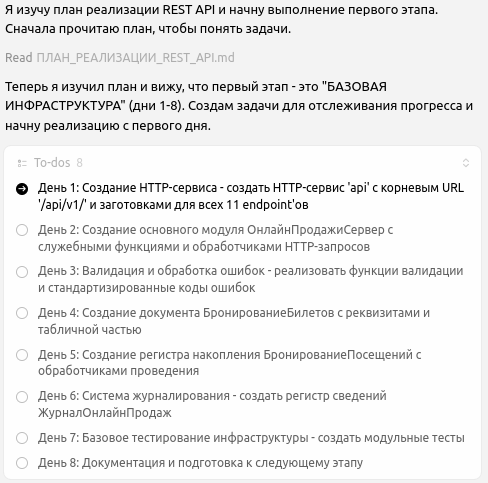 Я изучу план реализации REST API и начну выполнение первого этапа.
Сначала прочитаю план, чтобы понять задачи.
Read ПЛАН_РЕАЛИЗАЦИИ_REST_API.md
Теперь я изучил план и вижу, что первый этап - это "БАЗОВАЯ
ИНФРАСТРУКТУРА" (дни 1-8). Создам задачи для отслеживания прогресса и
начну реализацию с первого дня.
To-dos 8
День 1: Создание HTTP-сервиса - создать HTTP-сервис 'api' с корневым URL
'/api/v1/' и заготовками для всех 11 endpoint'ов
День 2: Создание основного модуля ОнлайнПродажиСервер с
служебными функциями и обработчиками HTTP-запросов
День 3: Валидация и обработка ошибок - реализовать функции валидации
и стандартизированные коды ошибок
День 4: Создание документа БронированиеБилетов с реквизитами и
табличной частью
День 5: Создание регистра накопления БронированиеПосещений с
обработчиками проведения
День 6: Система журналирования - создать регистр сведений
ЖурналОнлайнПродаж
День 7: Базовое тестирование инфраструктуры - создать модульные тесты
День 8: Документация и подготовка к следующему этапу